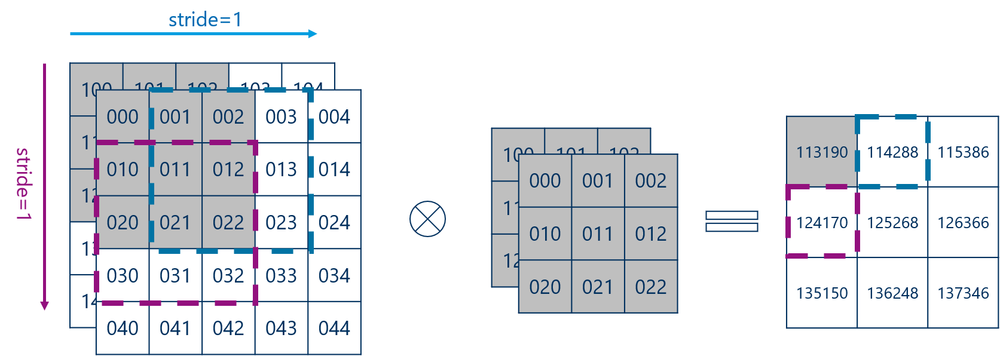 stride=1
stride=1
100 101 102 103 104
000 001 002 003 004
010 011 012 013 014
020 021 022 023 024
030 031 032 033 034
040 041 042 043 044
100 101 102
000 001 002
010 011 012
020 021 022
113190 114288 115386
124170 125268 126366
135150 136248 137346